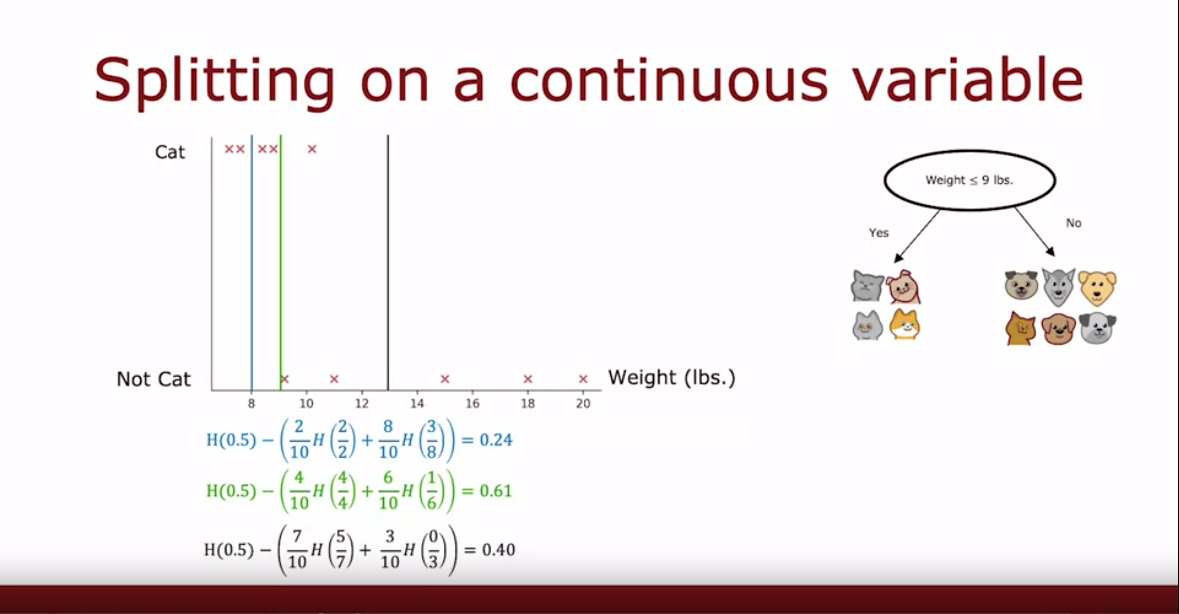 Splitting on a continuous variable
Cat
Not Cat
8 10 12 14 16 18 20
Weight (lbs.)
H(0.5) − (2/10 H(2/2) + 8/10 H(3/8)) = 0.24
H(0.5) − (4/10 H(4/4) + 6/10 H(1/6)) = 0.61
H(0.5) − (7/10 H(5/7) + 3/10 H(0/3)) = 0.40
Weight ≤ 9 lbs.
Yes
No